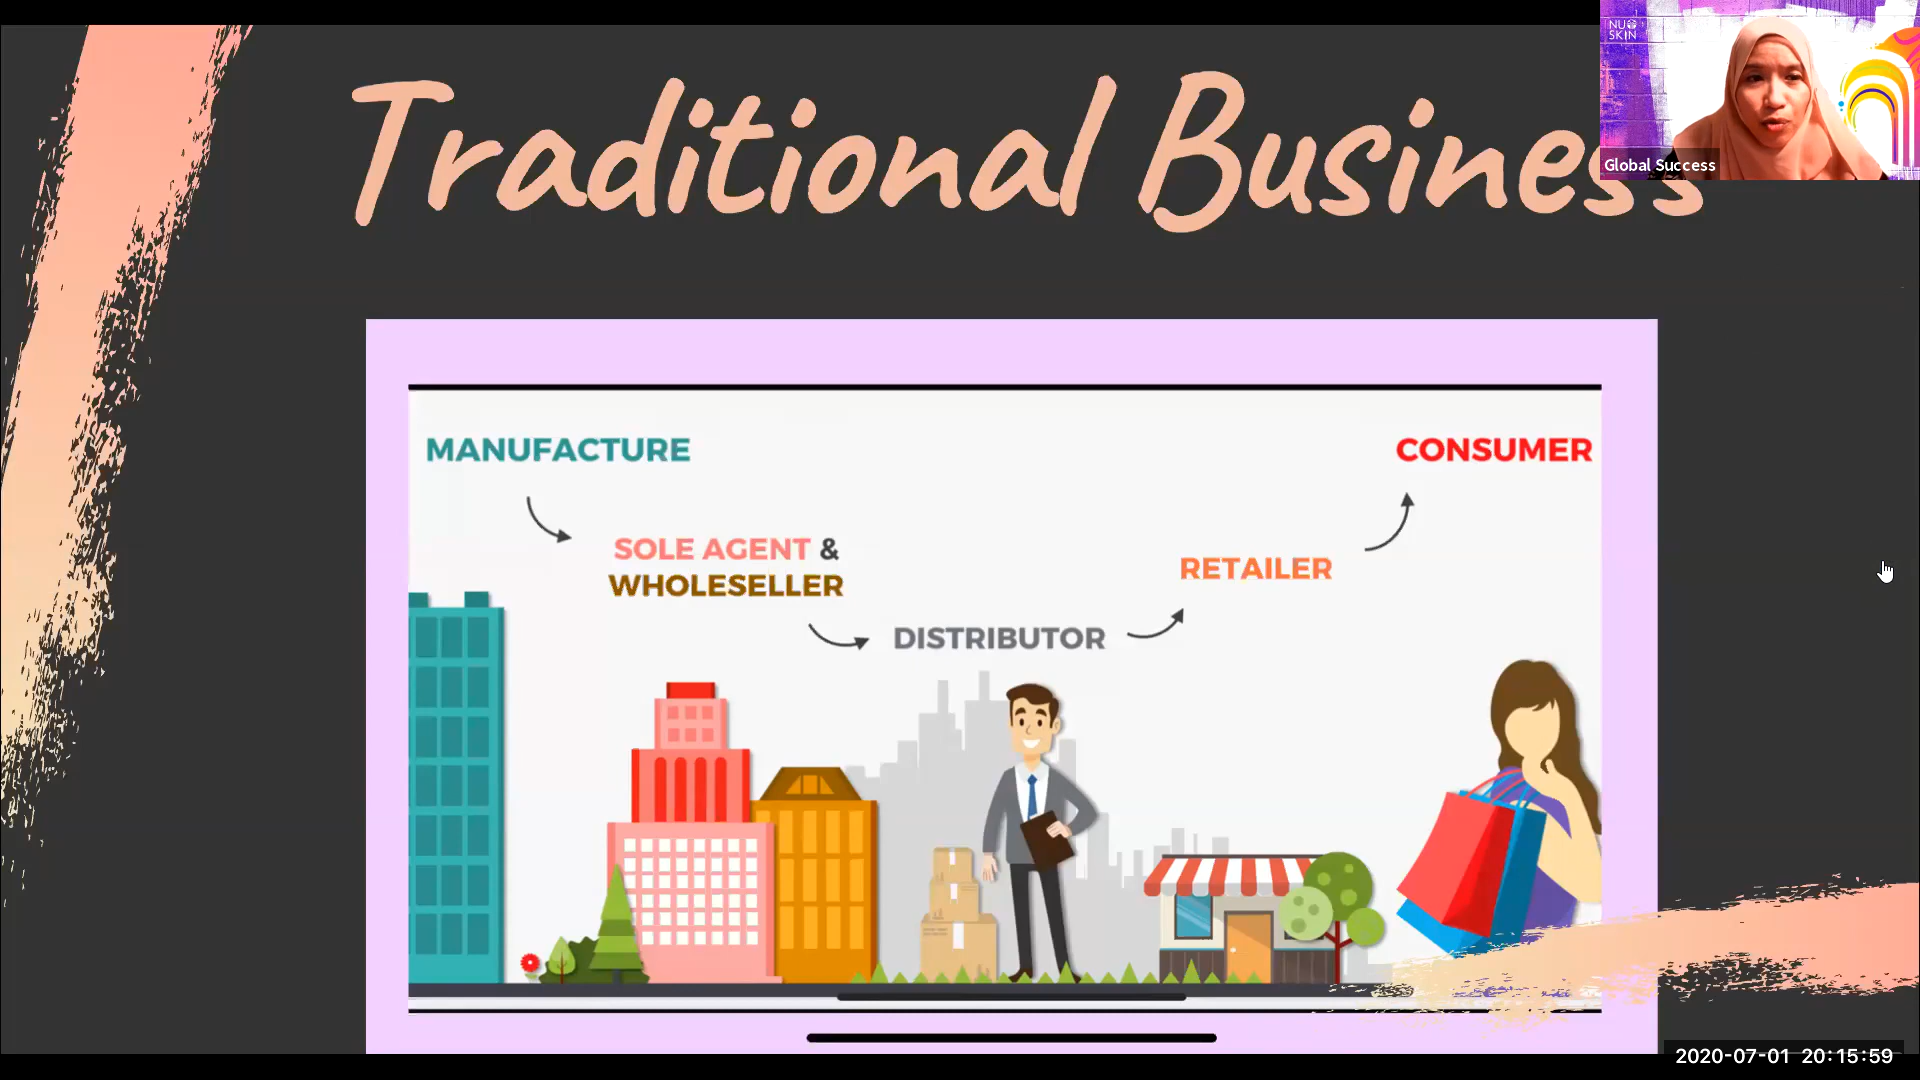 Traditional Business
NU
SKIN
Global Success
MANUFACTURE
CONSUMER
SOLE AGENT &
WHOLESELLER
RETAILER
DISTRIBUTOR
2020-07-01 20:15:59